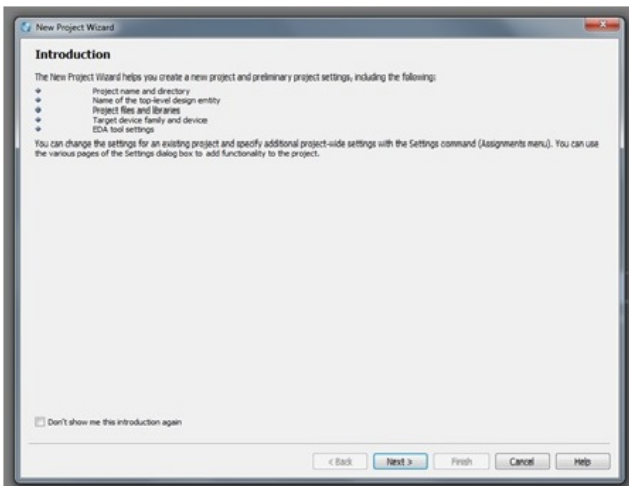 New Project Wizard
Introduction
The New Project Wizard helps you create a new project and preliminary project settings, including the following:
Project name and directory
Name of the top-level design entity
Project files and libraries
Target device family and device
EDA tool settings
You can change the settings for an existing project and specify additional project-wide settings with the Settings command (Assignments menu). You can use
the various pages of the Settings dialog box to add functionality to the project.
Don't show me this introduction again
< Back Next > Finish Cancel Help